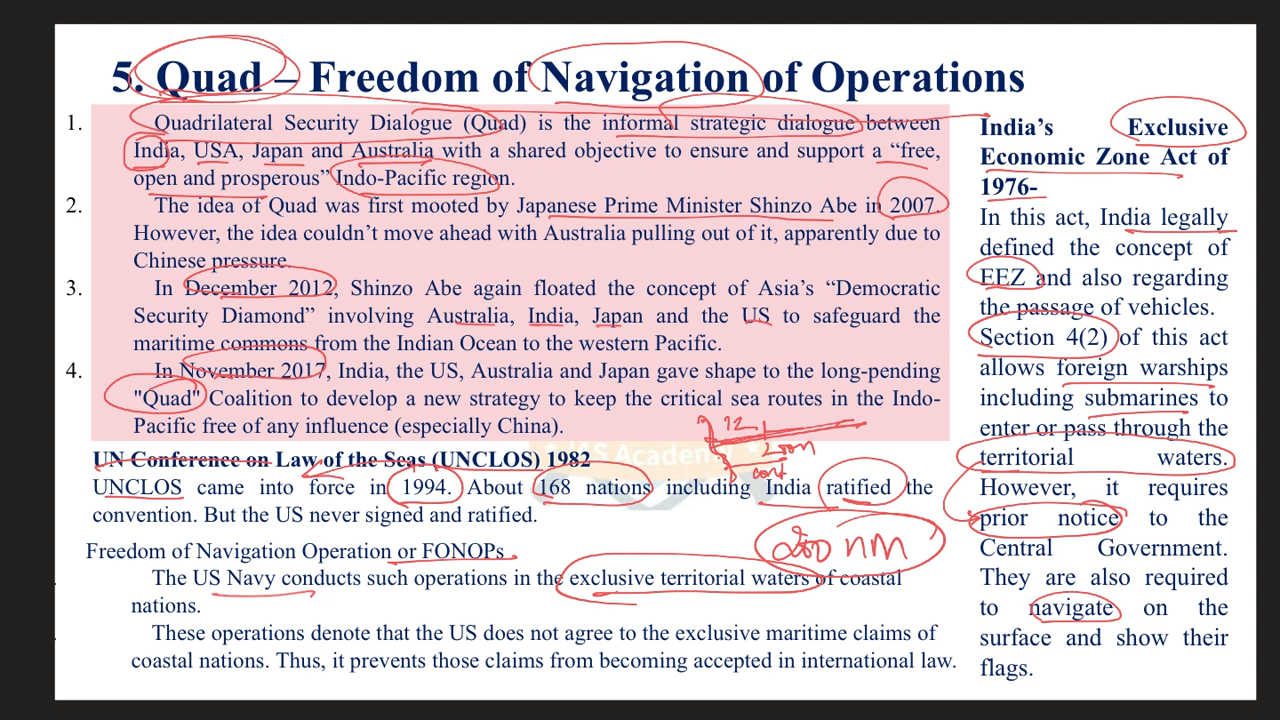 5. Quad – Freedom of Navigation of Operations
1. Quadrilateral Security Dialogue (Quad) is the informal strategic dialogue between
India, USA, Japan and Australia with a shared objective to ensure and support a “free,
open and prosperous” Indo-Pacific region.
2. The idea of Quad was first mooted by Japanese Prime Minister Shinzo Abe in 2007.
However, the idea couldn’t move ahead with Australia pulling out of it, apparently due to
Chinese pressure.
3. In December 2012, Shinzo Abe again floated the concept of Asia’s “Democratic
Security Diamond” involving Australia, India, Japan and the US to safeguard the
maritime commons from the Indian Ocean to the western Pacific.
4. In November 2017, India, the US, Australia and Japan gave shape to the long-pending
"Quad" Coalition to develop a new strategy to keep the critical sea routes in the Indo-
Pacific free of any influence (especially China).
12
200m
cont
IAS Academy
UN Conference on Law of the Seas (UNCLOS) 1982
UNCLOS came into force in 1994. About 168 nations including India ratified the
convention. But the US never signed and ratified.
200 nm
Freedom of Navigation Operation or FONOPs
The US Navy conducts such operations in the exclusive territorial waters of coastal
nations.
These operations denote that the US does not agree to the exclusive maritime claims of
coastal nations. Thus, it prevents those claims from becoming accepted in international law.
India’s Exclusive
Economic Zone Act of
1976-
In this act, India legally
defined the concept of
EEZ and also regarding
the passage of vehicles.
Section 4(2) of this act
allows foreign warships
including submarines to
enter or pass through the
territorial waters.
However, it requires
prior notice to the
Central Government.
They are also required
to navigate on the
surface and show their
flags.